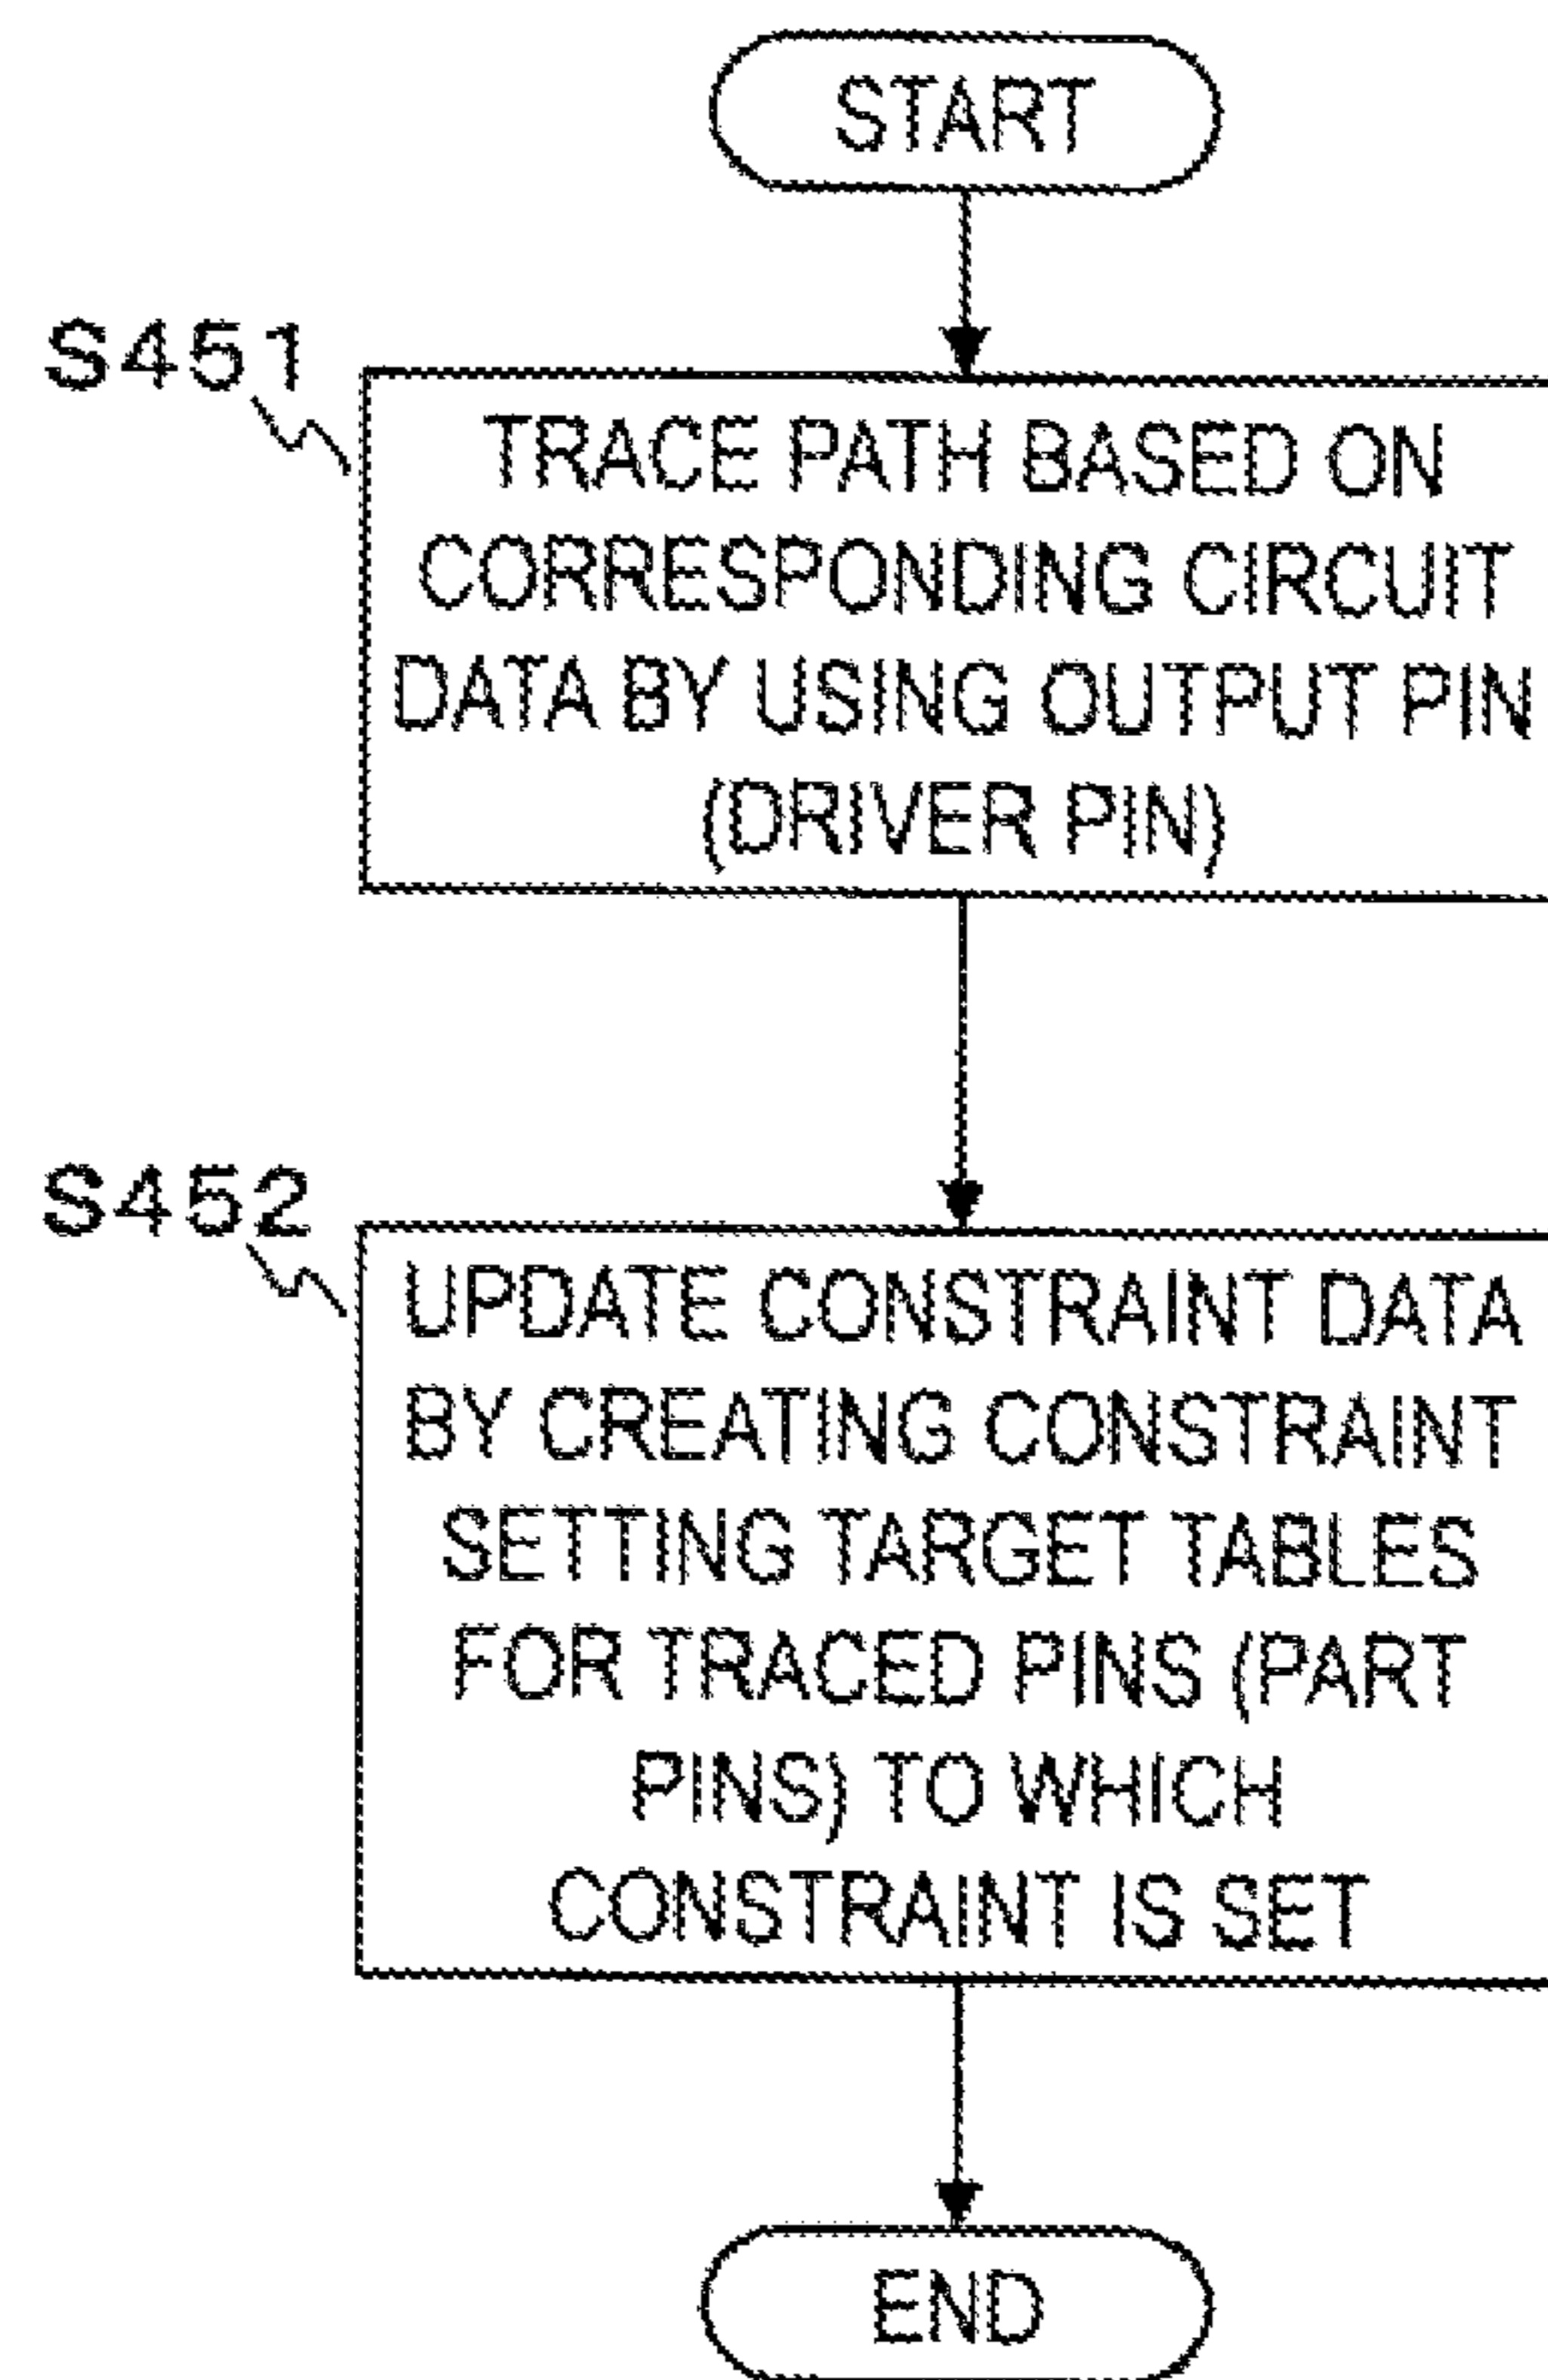 START
S451
TRACE PATH BASED ON
CORRESPONDING CIRCUIT
DATA BY USING OUTPUT PIN
(DRIVER PIN)
S452
UPDATE CONSTRAINT DATA
BY CREATING CONSTRAINT
SETTING TARGET TABLES
FOR TRACED PINS (PART
PINS) TO WHICH
CONSTRAINT IS SET
END